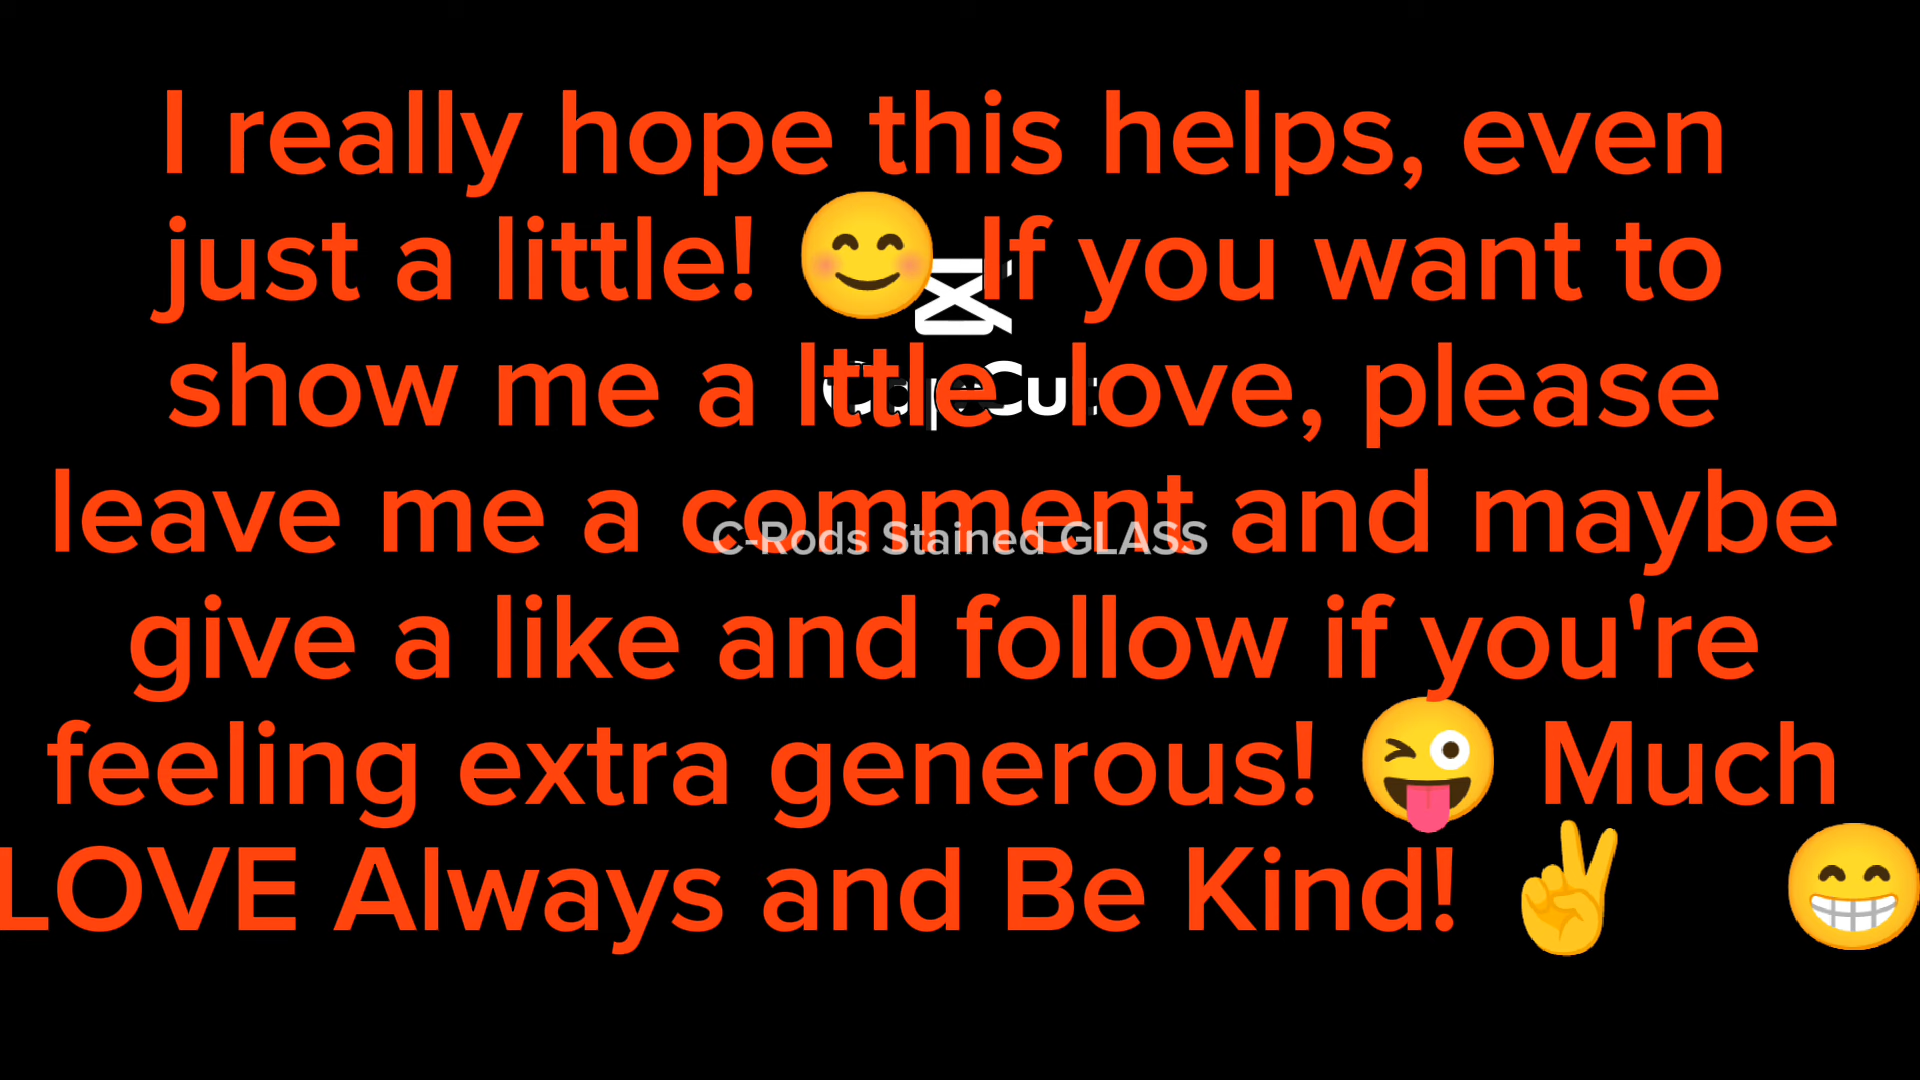 I really hope this helps, even
just a little! 😊 If you want to
show me a lttle love, please
CapCut
leave me a comment and maybe
C-Rods Stained GLASS
give a like and follow if you're
feeling extra generous! 😜 Much
LOVE Always and Be Kind! ✌ 😁